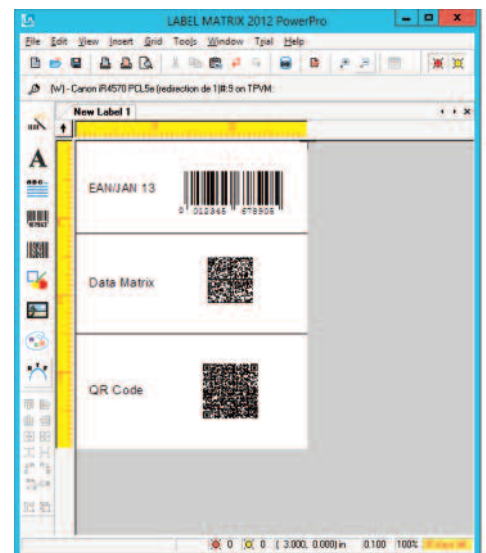 LABEL MATRIX 2012 PowerPro
File Edit View Insert Grid Tools Window Trial Help
(W) - Canon iR4570 PCL5e (redirection de 1)#:9 on TPVM:
New Label 1
EAN/JAN 13
0 012345 678905
Data Matrix
QR Code
0 0 ( 3.000, 0.000) in 0.100 100%